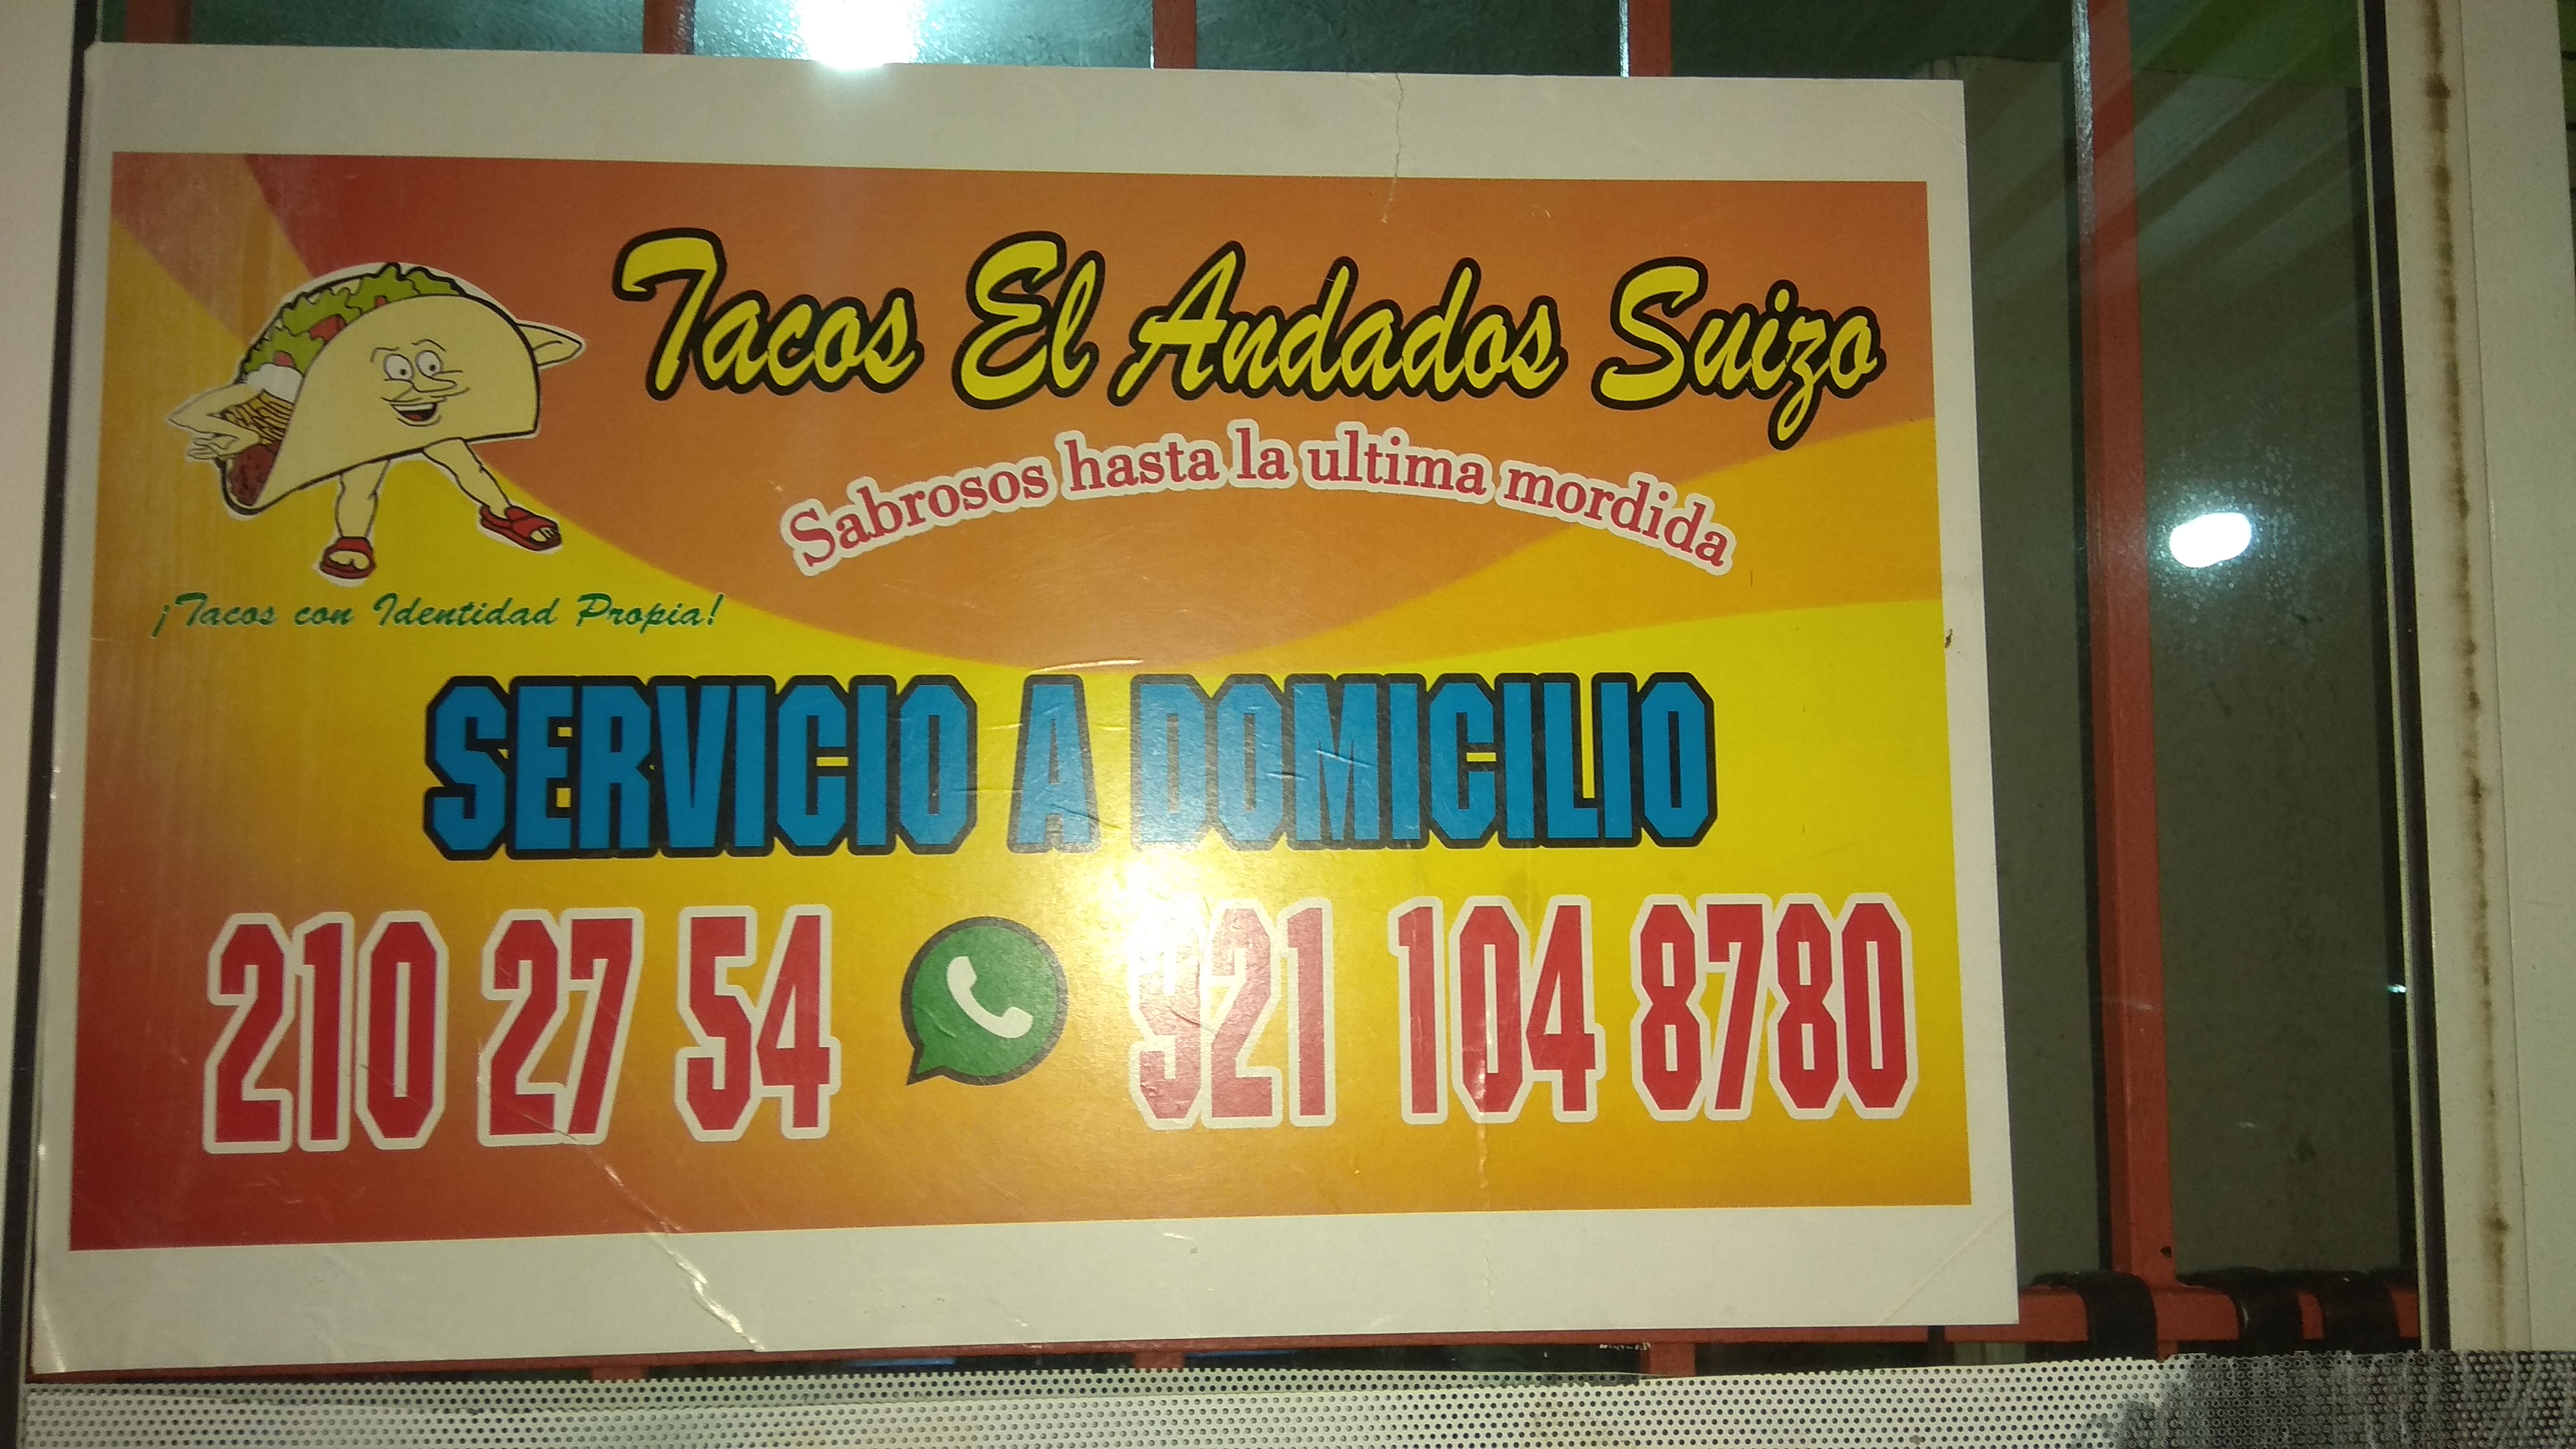 Tacos El Andados Suizo
Sabrosos hasta la ultima mordida
¡Tacos con Identidad Propia!
SERVICIO A DOMICILIO
210 27 54 921 104 8780